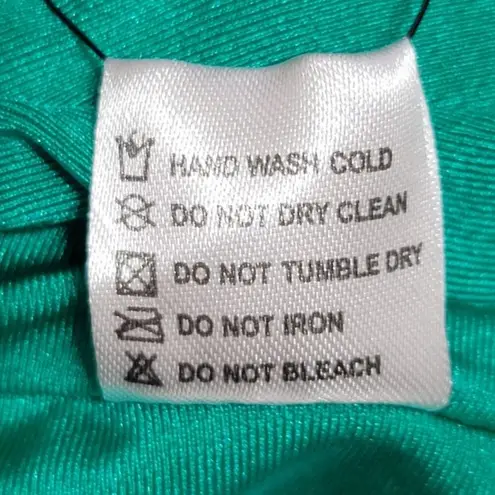 HAND WASH COLD
DO NOT DRY CLEAN
DO NOT TUMBLE DRY
DO NOT IRON
DO NOT BLEACH